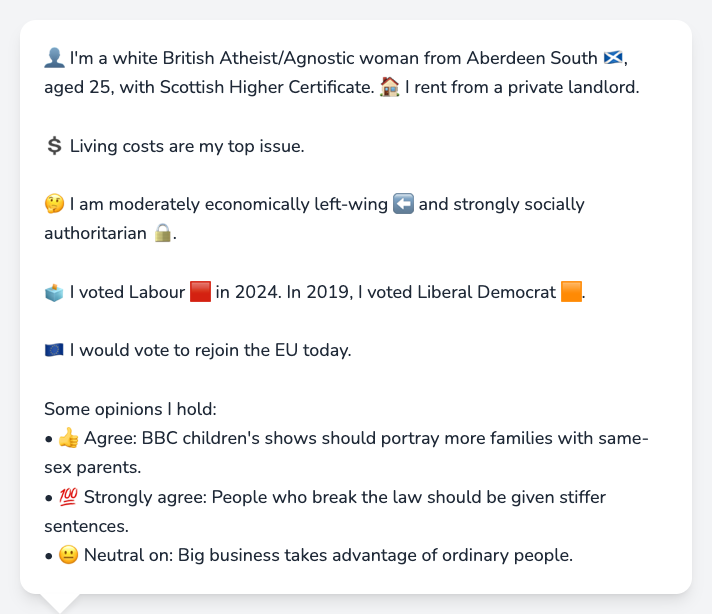 👤 I'm a white British Atheist/Agnostic woman from Aberdeen South 🏴󠁧󠁢󠁳󠁣󠁴󠁿,
aged 25, with Scottish Higher Certificate. 🏠 I rent from a private landlord.
💲 Living costs are my top issue.
🤔 I am moderately economically left-wing ⬅️ and strongly socially
authoritarian 🔒.
🗳️ I voted Labour 🟥 in 2024. In 2019, I voted Liberal Democrat 🟧.
🇪🇺 I would vote to rejoin the EU today.
Some opinions I hold:
• 👍 Agree: BBC children's shows should portray more families with same-
sex parents.
• 💯 Strongly agree: People who break the law should be given stiffer
sentences.
• 😐 Neutral on: Big business takes advantage of ordinary people.